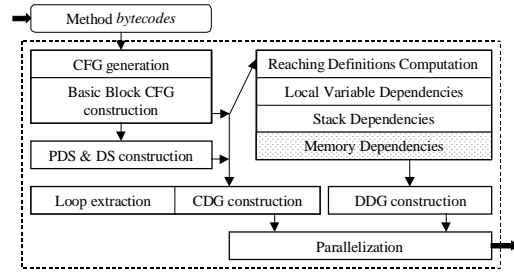 Method bytecodes
CFG generation
Basic Block CFG
construction
PDS & DS construction
Reaching Definitions Computation
Local Variable Dependencies
Stack Dependencies
Memory Dependencies
Loop extraction
CDG construction
DDG construction
Parallelization